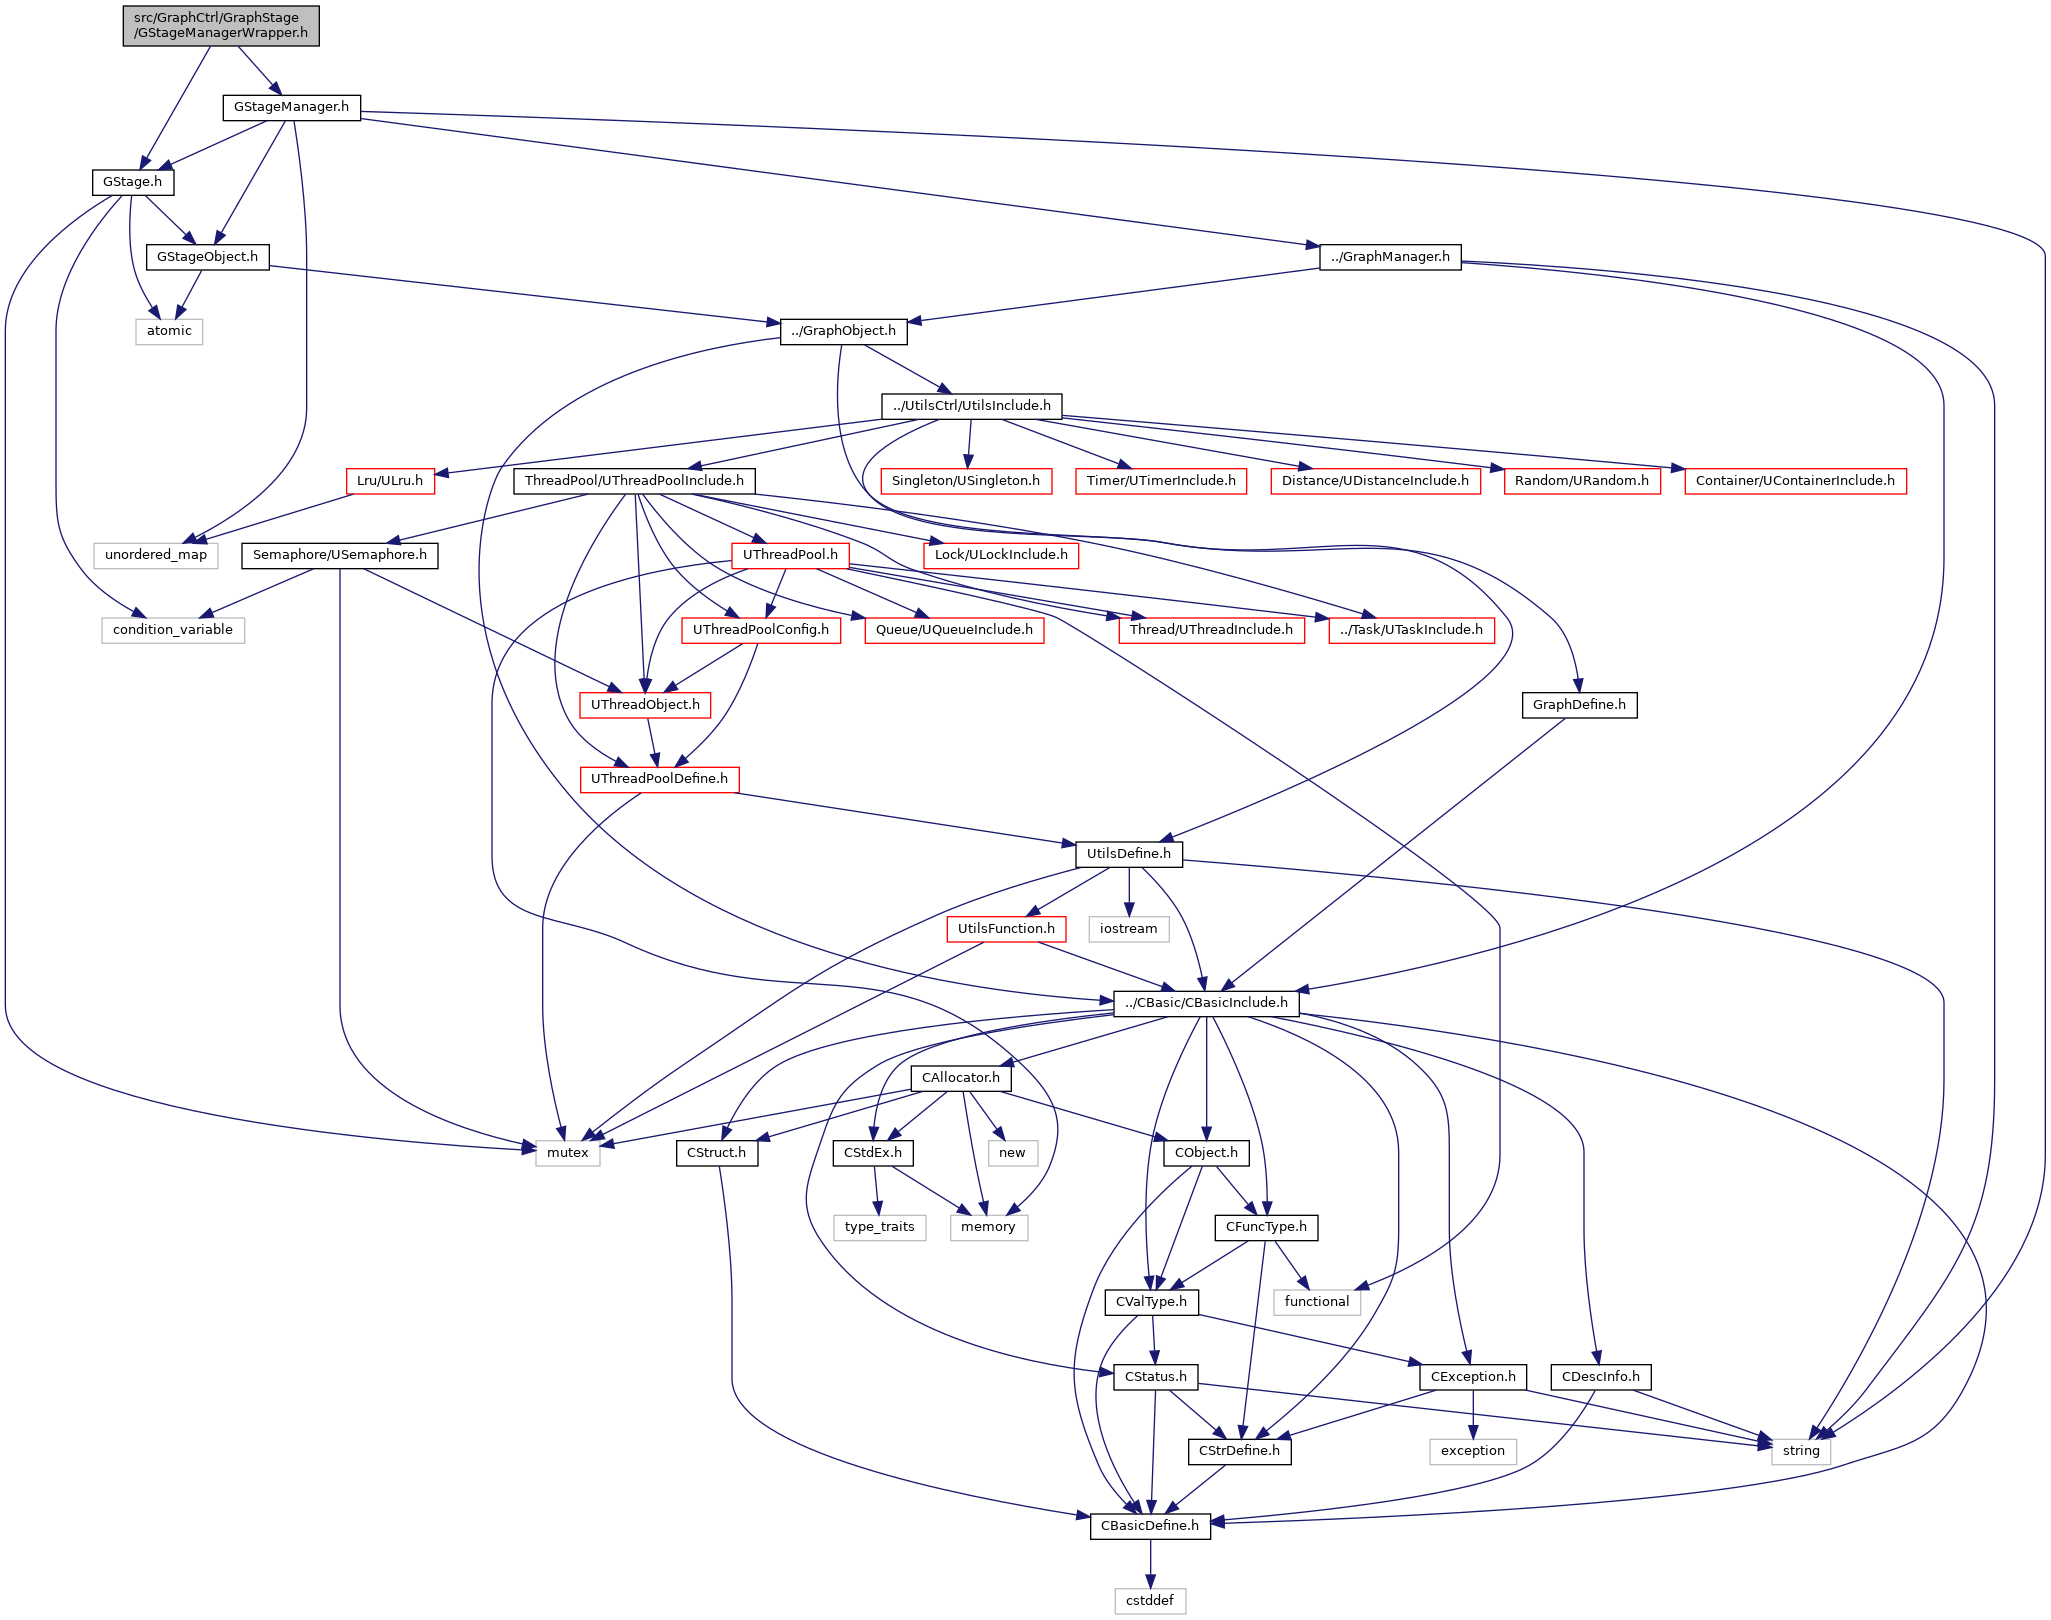 src/GraphCtrl/GraphStage
/GStageManagerWrapper.h
GStageManager.h
GStage.h
GStageObject.h
../GraphManager.h
atomic
../GraphObject.h
../UtilsCtrl/UtilsInclude.h
Lru/ULru.h
ThreadPool/UThreadPoolInclude.h
Singleton/USingleton.h
Timer/UTimerInclude.h
Distance/UDistanceInclude.h
Random/URandom.h
Container/UContainerInclude.h
unordered_map
Semaphore/USemaphore.h
UThreadPool.h
Lock/ULockInclude.h
condition_variable
UThreadPoolConfig.h
Queue/UQueueInclude.h
Thread/UThreadInclude.h
../Task/UTaskInclude.h
UThreadObject.h
GraphDefine.h
UThreadPoolDefine.h
UtilsDefine.h
UtilsFunction.h
iostream
../CBasic/CBasicInclude.h
CAllocator.h
mutex
CStruct.h
CStdEx.h
new
CObject.h
type_traits
memory
CFuncType.h
CValType.h
functional
CStatus.h
CException.h
CDescInfo.h
CStrDefine.h
exception
string
CBasicDefine.h
cstddef